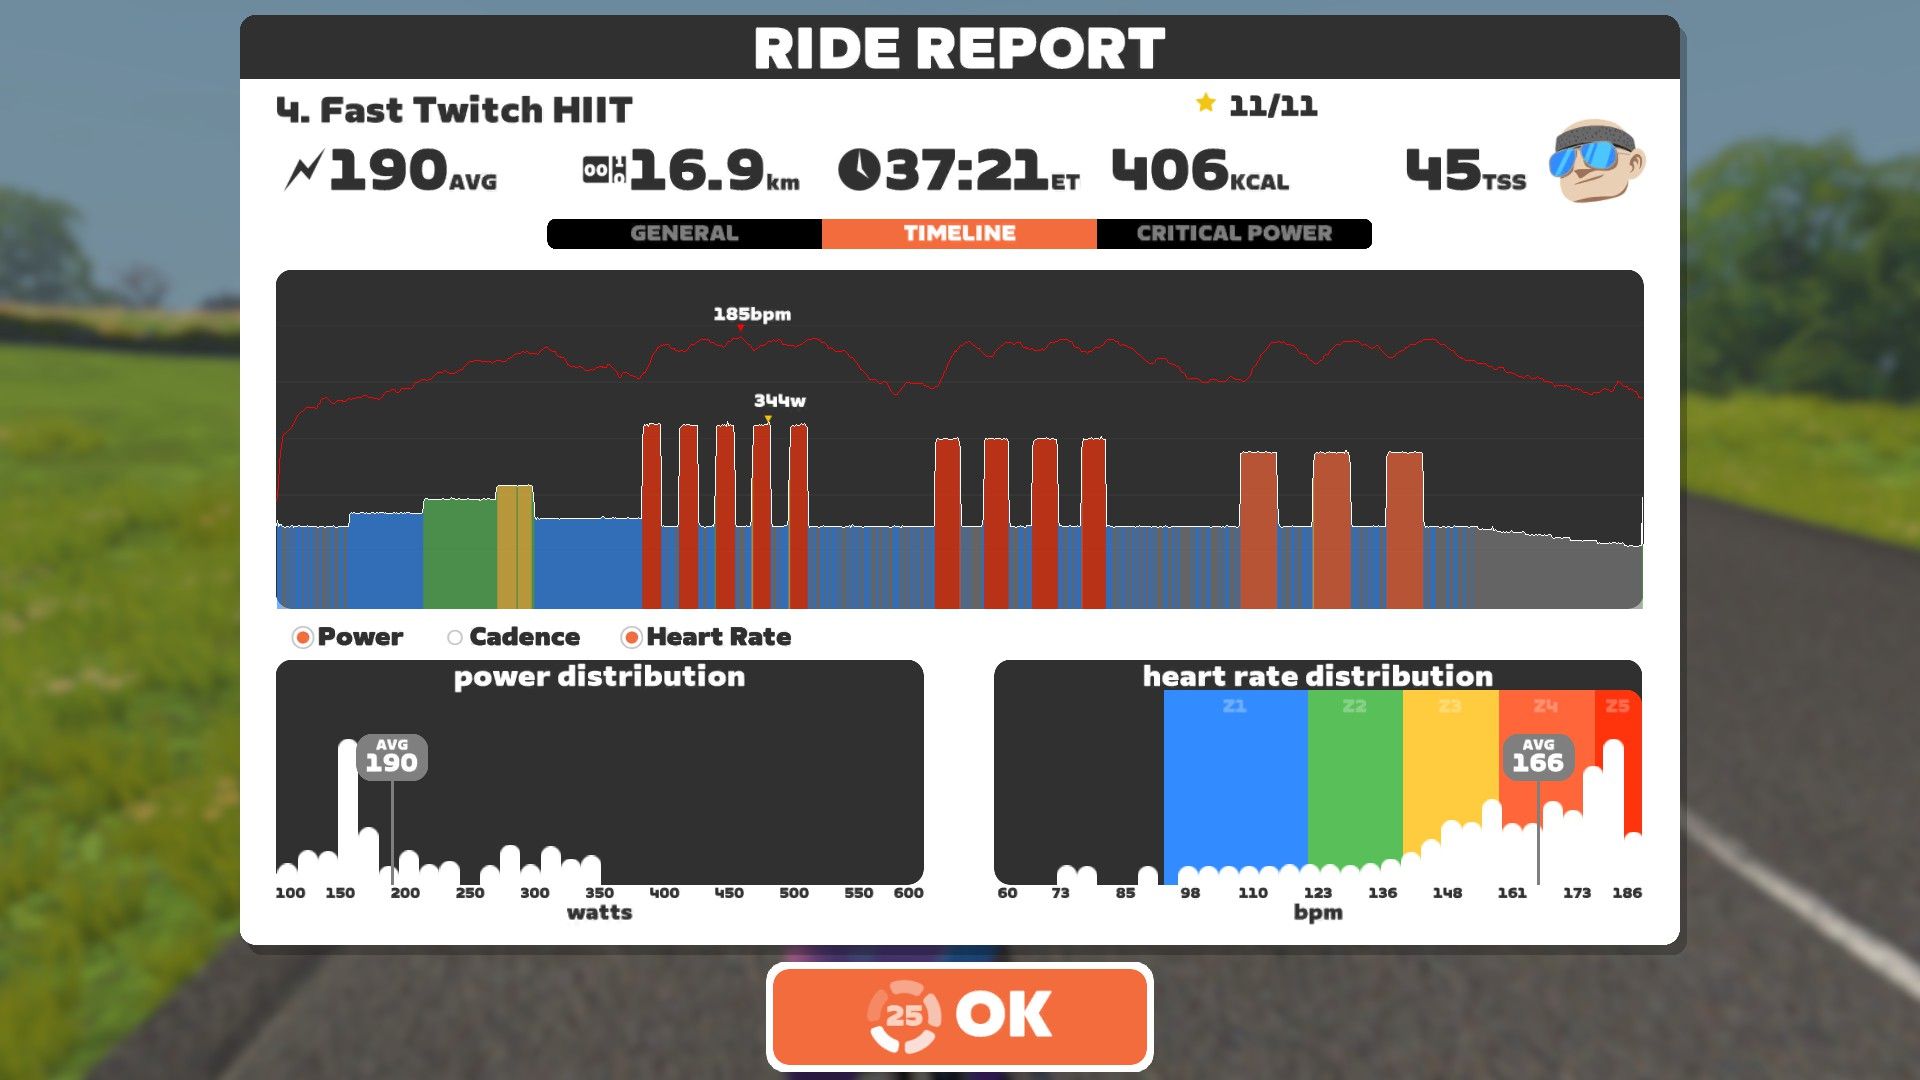 RIDE REPORT
4. Fast Twitch HIIT
11/11
190AVG
16.9km
37:21ET
406KCAL
45TSS
GENERAL
TIMELINE
CRITICAL POWER
185bpm
344w
Power
Cadence
Heart Rate
power distribution
AVG
190
100 150 200 250 300 350 400 450 500 550 600
watts
heart rate distribution
Z1 Z2 Z3 Z4 Z5
AVG
166
60 73 85 98 110 123 136 148 161 173 186
bpm
25 OK